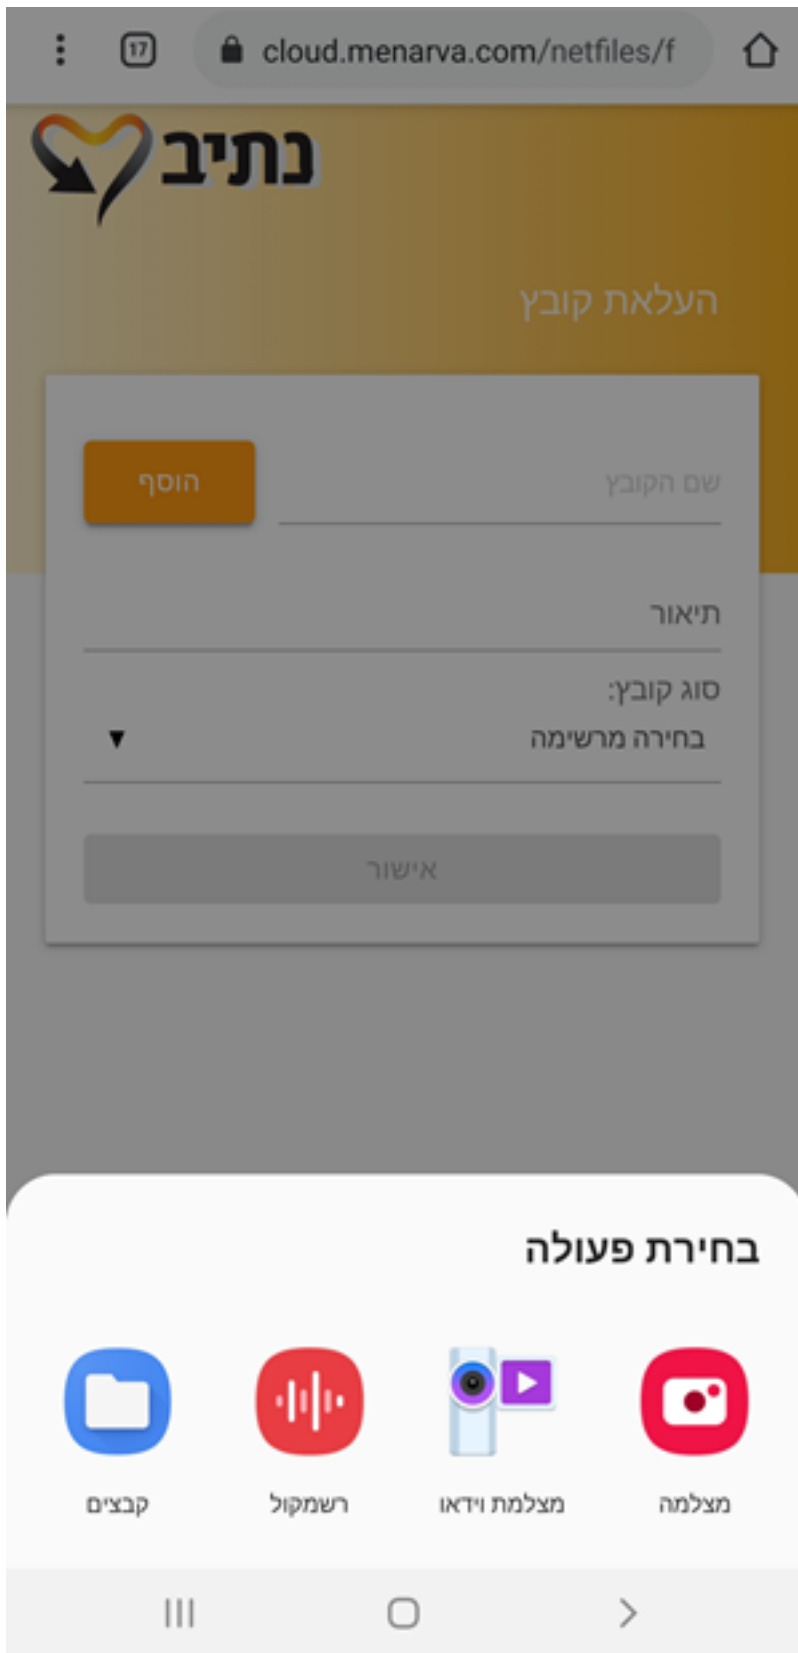 17
cloud.menarva.com/netfiles/f
נתיב
העלאת קובץ
שם הקובץ
הוסף
תיאור
סוג קובץ:
בחירה מרשימה
אישור
בחירת פעולה
מצלמה
מצלמת וידאו
רשמקול
קבצים